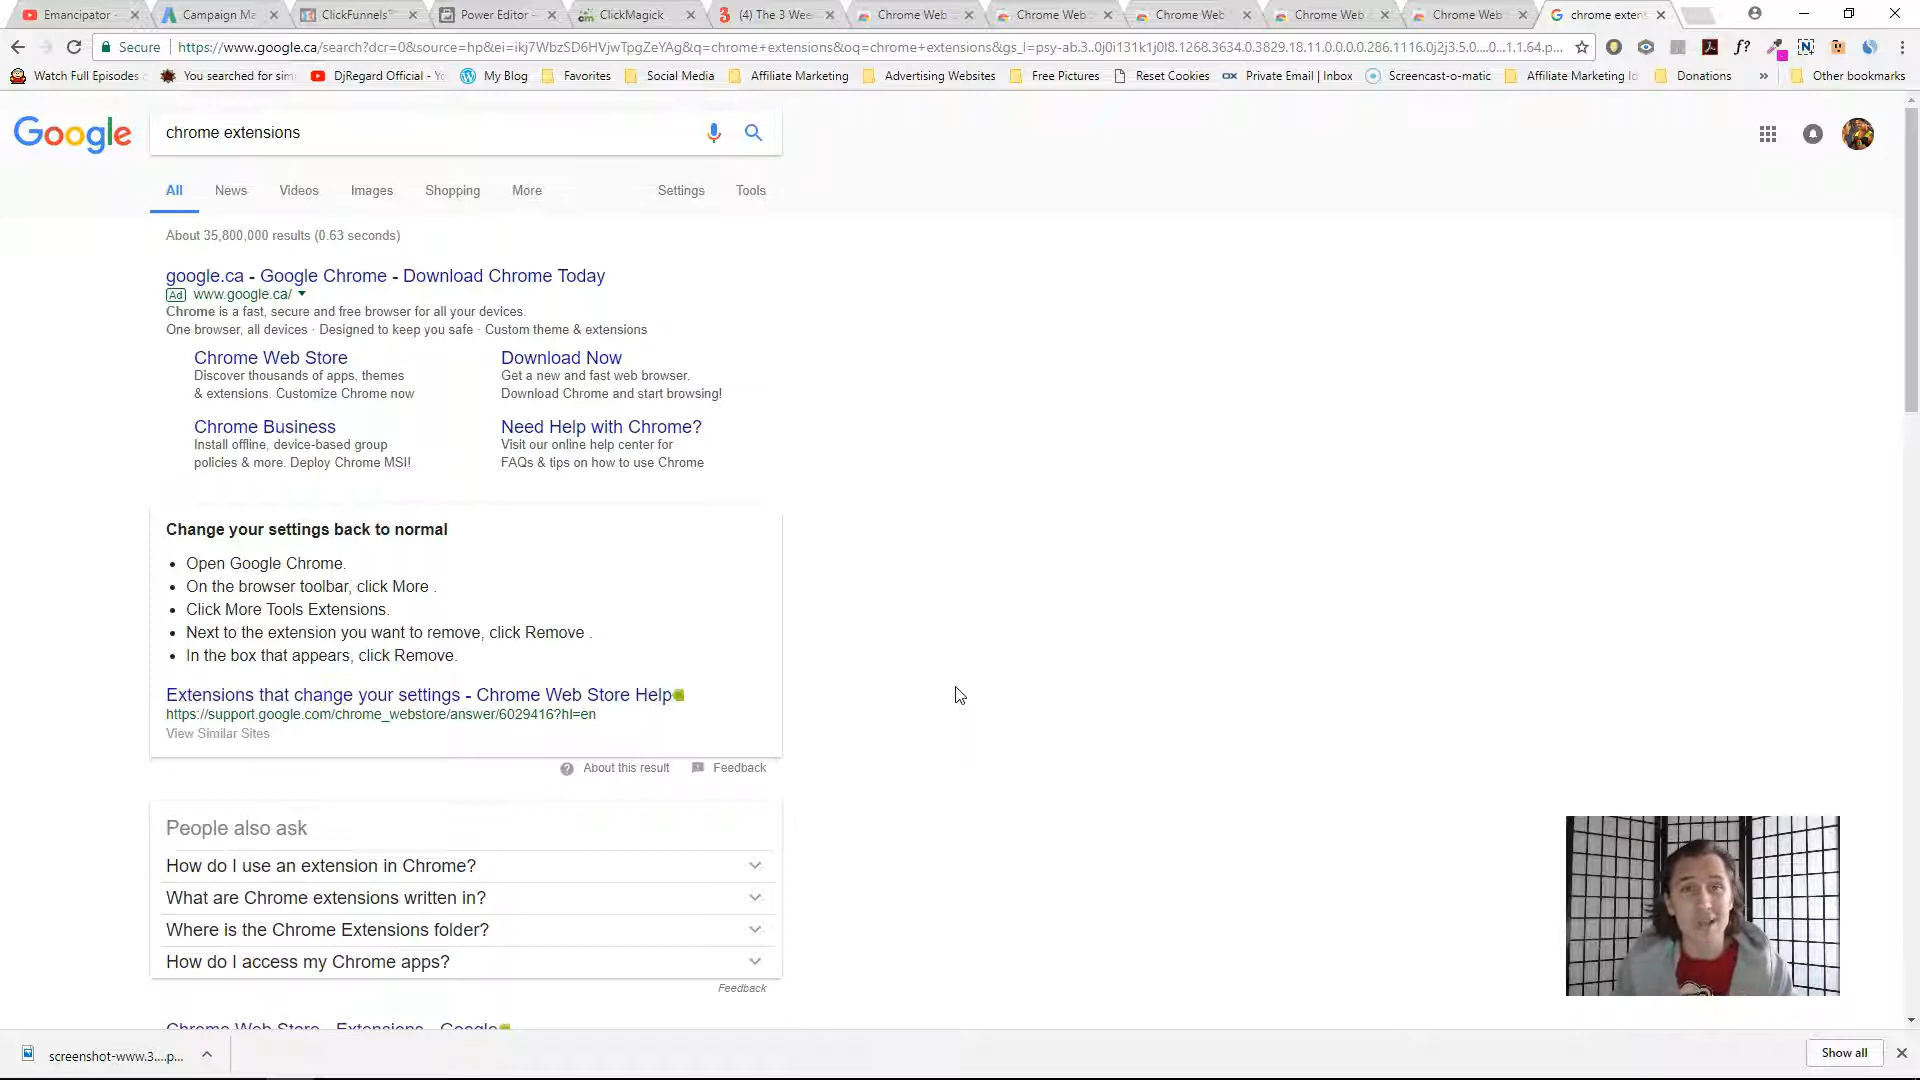 Emancipator -
Campaign Ma
ClickFunnels™
Power Editor -
ClickMagick
(4) The 3 Wee
Chrome Web
Chrome Web
Chrome Web
Chrome Web
Chrome Web
chrome exten
Secure
https://www.google.ca/search?dcr=0&source=hp&ei=ikj7WbzSD6HVjwTpgZeYAg&q=chrome+extensions&oq=chrome+extensions&gs_l=psy-ab.3..0j0i131k1j0l8.1268.3634.0.3829.18.11.0.0.0.0.286.1116.0j2j3.5.0....0...1.1.64.p...
Watch Full Episodes
You searched for sim
DjRegard Official - Yo
My Blog
Favorites
Social Media
Affiliate Marketing
Advertising Websites
Free Pictures
Reset Cookies
Private Email | Inbox
Screencast-o-matic
Affiliate Marketing Id
Donations
»
Other bookmarks
Google
chrome extensions
All
News
Videos
Images
Shopping
More
Settings
Tools
About 35,800,000 results (0.63 seconds)
google.ca - Google Chrome - Download Chrome Today
Ad www.google.ca/
Chrome is a fast, secure and free browser for all your devices.
One browser, all devices · Designed to keep you safe · Custom theme & extensions
Chrome Web Store
Discover thousands of apps, themes
& extensions. Customize Chrome now
Download Now
Get a new and fast web browser.
Download Chrome and start browsing!
Chrome Business
Install offline, device-based group
policies & more. Deploy Chrome MSI!
Need Help with Chrome?
Visit our online help center for
FAQs & tips on how to use Chrome
Change your settings back to normal
• Open Google Chrome.
• On the browser toolbar, click More .
• Click More Tools Extensions.
• Next to the extension you want to remove, click Remove .
• In the box that appears, click Remove.
Extensions that change your settings - Chrome Web Store Help
https://support.google.com/chrome_webstore/answer/6029416?hl=en
View Similar Sites
About this result
Feedback
People also ask
How do I use an extension in Chrome?
What are Chrome extensions written in?
Where is the Chrome Extensions folder?
How do I access my Chrome apps?
Feedback
Chrome Web Store - Extensions - Google
screenshot-www.3....p...
Show all